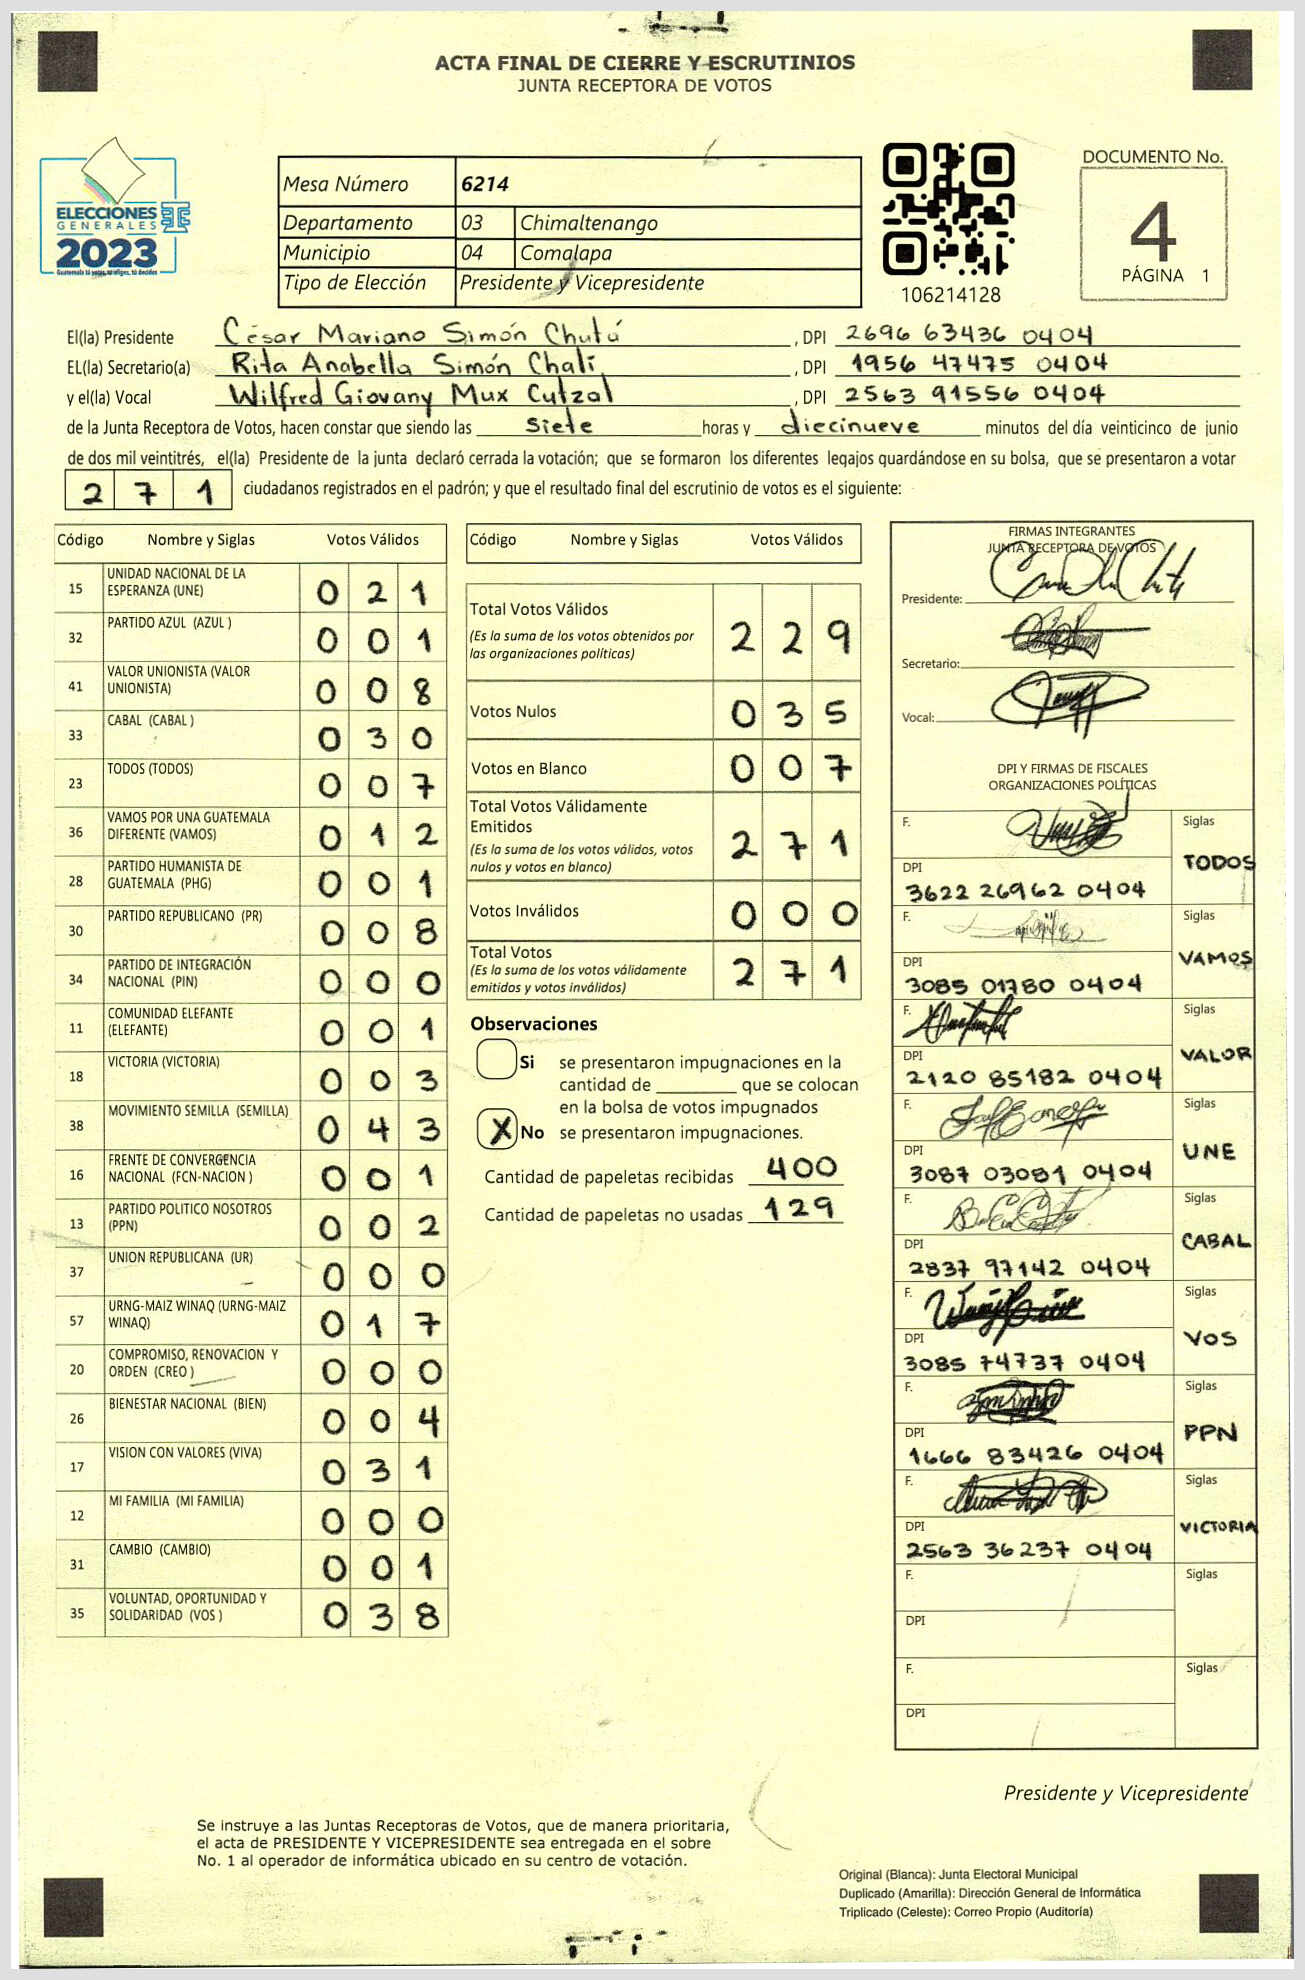 ACTA FINAL DE CIERRE Y ESCRUTINIOS
JUNTA RECEPTORA DE VOTOS
ELECCIONES
GENERALES
2023
Guatemala tú votas, tú eliges, tú decides
Mesa Número 6214
Departamento 03 Chimaltenango
Municipio 04 Comalapa
Tipo de Elección Presidente y Vicepresidente
106214128
DOCUMENTO No.
4
PÁGINA 1
El(la) Presidente César Mariano Simón Chutá , DPI 2696 63436 0404
EL(la) Secretario(a) Rita Anabella Simón Chalí , DPI 1956 47475 0404
y el(la) Vocal Wilfred Giovany Mux Cutzal , DPI 2563 91556 0404
de la Junta Receptora de Votos, hacen constar que siendo las siete horas y diecinueve minutos del día veinticinco de junio
de dos mil veintitrés, el(la) Presidente de la junta declaró cerrada la votación; que se formaron los diferentes legajos guardándose en su bolsa, que se presentaron a votar
2 7 1 ciudadanos registrados en el padrón; y que el resultado final del escrutinio de votos es el siguiente:
Código Nombre y Siglas Votos Válidos
15 UNIDAD NACIONAL DE LA ESPERANZA (UNE) 0 2 1
32 PARTIDO AZUL (AZUL ) 0 0 1
41 VALOR UNIONISTA (VALOR UNIONISTA) 0 0 8
33 CABAL (CABAL ) 0 3 0
23 TODOS (TODOS) 0 0 7
36 VAMOS POR UNA GUATEMALA DIFERENTE (VAMOS) 0 1 2
28 PARTIDO HUMANISTA DE GUATEMALA (PHG) 0 0 1
30 PARTIDO REPUBLICANO (PR) 0 0 8
34 PARTIDO DE INTEGRACIÓN NACIONAL (PIN) 0 0 0
11 COMUNIDAD ELEFANTE (ELEFANTE) 0 0 1
18 VICTORIA (VICTORIA) 0 0 3
38 MOVIMIENTO SEMILLA (SEMILLA) 0 4 3
16 FRENTE DE CONVERGENCIA NACIONAL (FCN-NACION ) 0 0 1
13 PARTIDO POLITICO NOSOTROS (PPN) 0 0 2
37 UNION REPUBLICANA (UR) 0 0 0
57 URNG-MAIZ WINAQ (URNG-MAIZ WINAQ) 0 1 7
20 COMPROMISO, RENOVACION Y ORDEN (CREO ) 0 0 0
26 BIENESTAR NACIONAL (BIEN) 0 0 4
17 VISION CON VALORES (VIVA) 0 3 1
12 MI FAMILIA (MI FAMILIA) 0 0 0
31 CAMBIO (CAMBIO) 0 0 1
35 VOLUNTAD, OPORTUNIDAD Y SOLIDARIDAD (VOS ) 0 3 8
Código Nombre y Siglas Votos Válidos
Total Votos Válidos 2 2 9
(Es la suma de los votos obtenidos por
las organizaciones políticas)
Votos Nulos 0 3 5
Votos en Blanco 0 0 7
Total Votos Válidamente
Emitidos 2 7 1
(Es la suma de los votos válidos, votos
nulos y votos en blanco)
Votos Inválidos 0 0 0
Total Votos 2 7 1
(Es la suma de los votos válidamente
emitidos y votos inválidos)
Observaciones
Si se presentaron impugnaciones en la
cantidad de ________ que se colocan
en la bolsa de votos impugnados
X No se presentaron impugnaciones.
Cantidad de papeletas recibidas 400
Cantidad de papeletas no usadas 129
FIRMAS INTEGRANTES
JUNTA RECEPTORA DE VOTOS
Presidente:
Secretario:
Vocal:
DPI Y FIRMAS DE FISCALES
ORGANIZACIONES POLÍTICAS
F. Siglas TODOS
DPI 3622 26962 0404
F. Siglas VAMOS
DPI 3085 01780 0404
F. Siglas VALOR
DPI 2120 85182 0404
F. Siglas UNE
DPI 3087 03081 0404
F. Siglas CABAL
DPI 2837 97142 0404
F. Siglas VOS
DPI 3085 74737 0404
F. Siglas PPN
DPI 1666 83426 0404
F. Siglas VICTORIA
DPI 2563 36237 0404
F. Siglas
DPI
F. Siglas
DPI
Presidente y Vicepresidente
Se instruye a las Juntas Receptoras de Votos, que de manera prioritaria,
el acta de PRESIDENTE Y VICEPRESIDENTE sea entregada en el sobre
No. 1 al operador de informática ubicado en su centro de votación.
Original (Blanca): Junta Electoral Municipal
Duplicado (Amarilla): Dirección General de Informática
Triplicado (Celeste): Correo Propio (Auditoría)